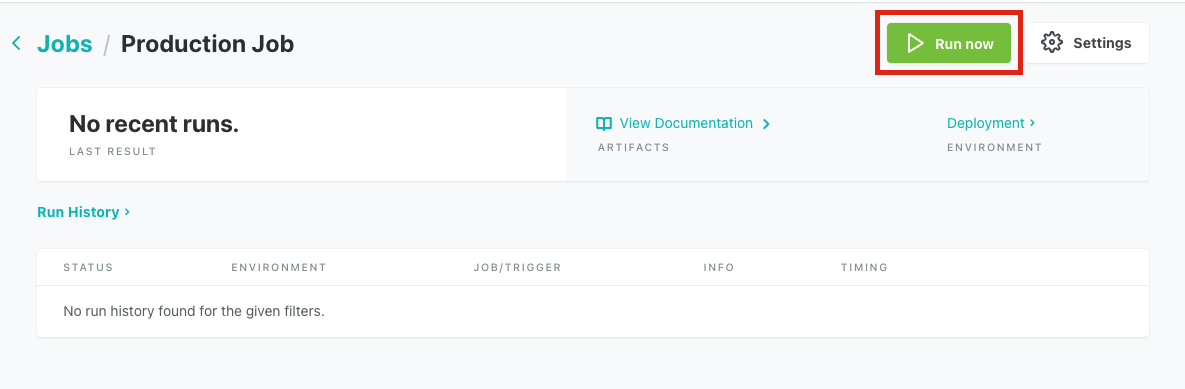 Jobs / Production Job
Run now
Settings
No recent runs.
LAST RESULT
View Documentation
ARTIFACTS
Deployment
ENVIRONMENT
Run History
STATUS ENVIRONMENT JOB/TRIGGER INFO TIMING
No run history found for the given filters.